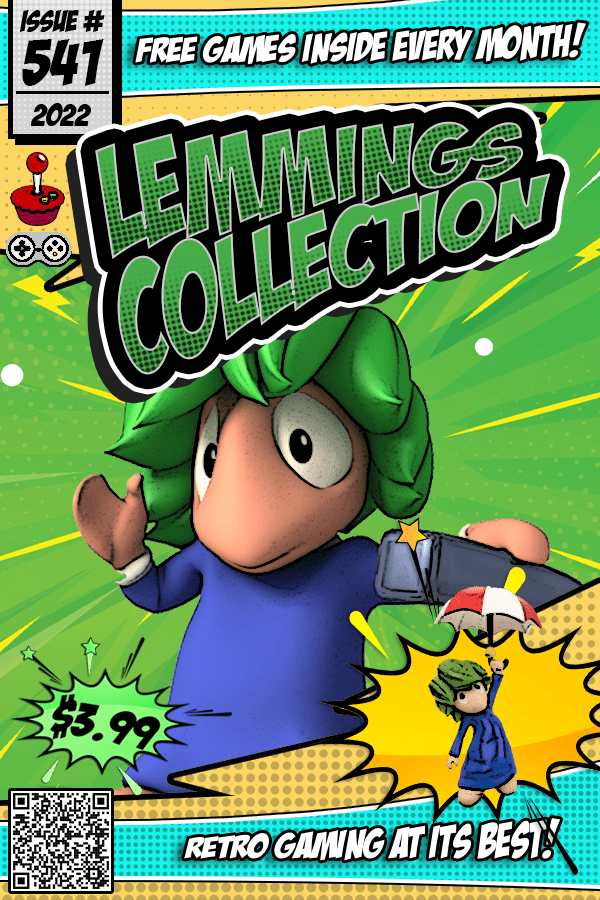 ISSUE #
541
2022
FREE GAMES INSIDE EVERY MONTH!
LEMMINGS
COLLECTION
$3.99
RETRO GAMING AT ITS BEST!